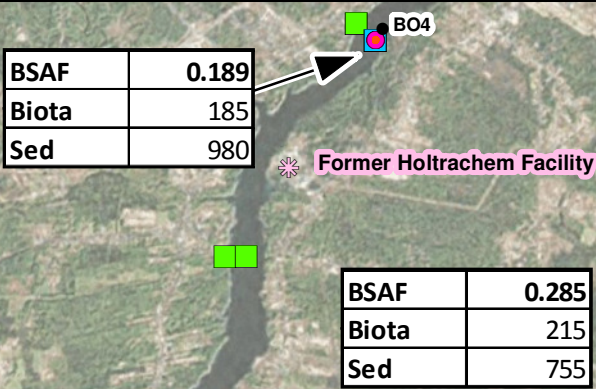 BO4
BSAF 0.189
Biota 185
Sed 980
Former Holtrachem Facility
BSAF 0.285
Biota 215
Sed 755